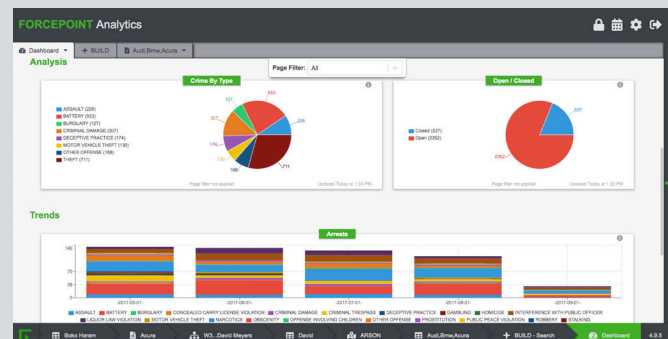 FORCEPOINT Analytics
Dashboard
+ BUILD
Audi,Bmw,Acura
Analysis
Page Filter: All
Crime By Type
ASSAULT (226)
BATTERY (553)
BURGLARY (127)
CRIMINAL DAMAGE (307)
DECEPTIVE PRACTICE (174)
MOTOR VEHICLE THEFT (130)
OTHER OFFENSE (168)
THEFT (711)
553
127
307
226
174
130
168
711
Page filter not applied
Updated Today at 1:33 PM
Open / Closed
Closed (537)
Open (2352)
537
2352
Page filter not applied
Updated Today at 1:33 PM
Trends
Arrests
140
70
20
0
-2017-05-01-
-2017-06-01-
-2017-07-01-
-2017-08-01-
-2017-09-01-
ASSAULT BATTERY BURGLARY CONCEALED CARRY LICENSE VIOLATION CRIMINAL DAMAGE CRIMINAL TRESPASS DECEPTIVE PRACTICE GAMBLING HOMICIDE INTERFERENCE WITH PUBLIC OFFICER
LIQUOR LAW VIOLATION MOTOR VEHICLE THEFT NARCOTICS OBSCENITY OFFENSE INVOLVING CHILDREN OTHER OFFENSE PROSTITUTION PUBLIC PEACE VIOLATION ROBBERY STALKING
Boko Haram
Acura
W3...David Meyers
David
ARSON
Audi,Bmw,Acura
+ BUILD - Search
Dashboard
4.9.5